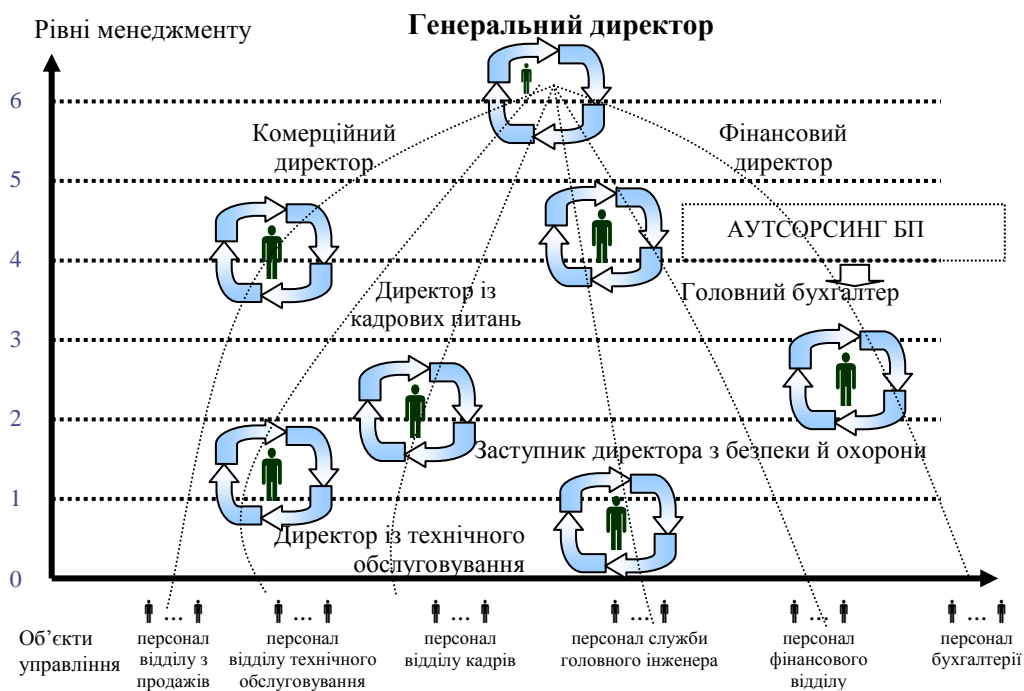 Рівні менеджменту
Генеральний директор
6
Комерційний
директор
Фінансовий
директор
5
АУТСОРСИНГ БП
4
Директор із
кадрових питань
Головний бухгалтер
3
2
Заступник директора з безпеки й охорони
1
Директор із технічного
обслуговування
0
... ... ... ... ... ...
Об’єкти
управління
персонал
відділу з
продажів
персонал
відділу технічного
обслуговування
персонал
відділу кадрів
персонал служби
головного інженера
персонал
фінансового
відділу
персонал
бухгалтерії